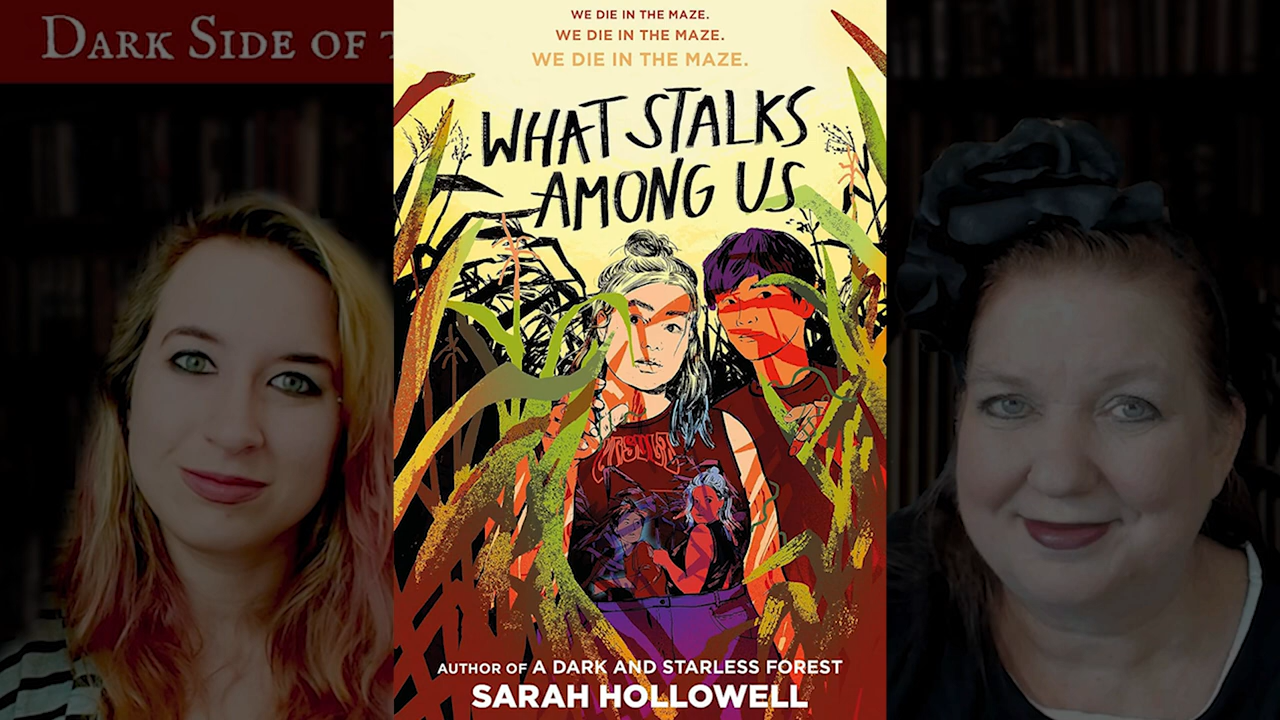 DARK SIDE OF
WE DIE IN THE MAZE.
WE DIE IN THE MAZE.
WE DIE IN THE MAZE.
WHAT STALKS
AMONG US
AUTHOR OF A DARK AND STARLESS FOREST
SARAH HOLLOWELL